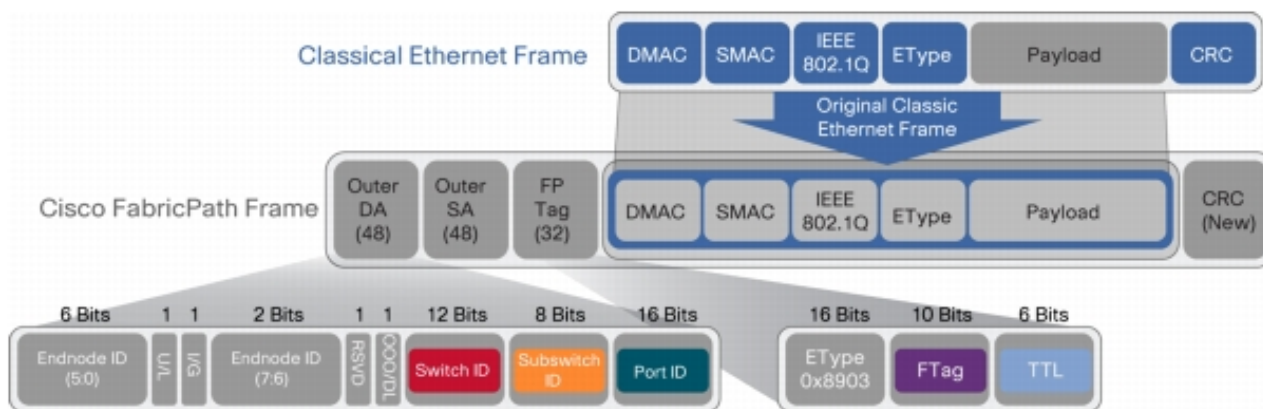 Classical Ethernet Frame
DMAC
SMAC
IEEE
802.1Q
EType
Payload
CRC
Original Classic
Ethernet Frame
Cisco FabricPath Frame
Outer
DA
(48)
Outer
SA
(48)
FP
Tag
(32)
DMAC
SMAC
IEEE
802.1Q
EType
Payload
CRC
(New)
6 Bits
1
1
2 Bits
1
1
12 Bits
8 Bits
16 Bits
Endnode ID
(5:0)
U/L
I/G
Endnode ID
(7:6)
RSVD
OOO/DL
Switch ID
Subswitch
ID
Port ID
16 Bits
10 Bits
6 Bits
EType
0x8903
FTag
TTL